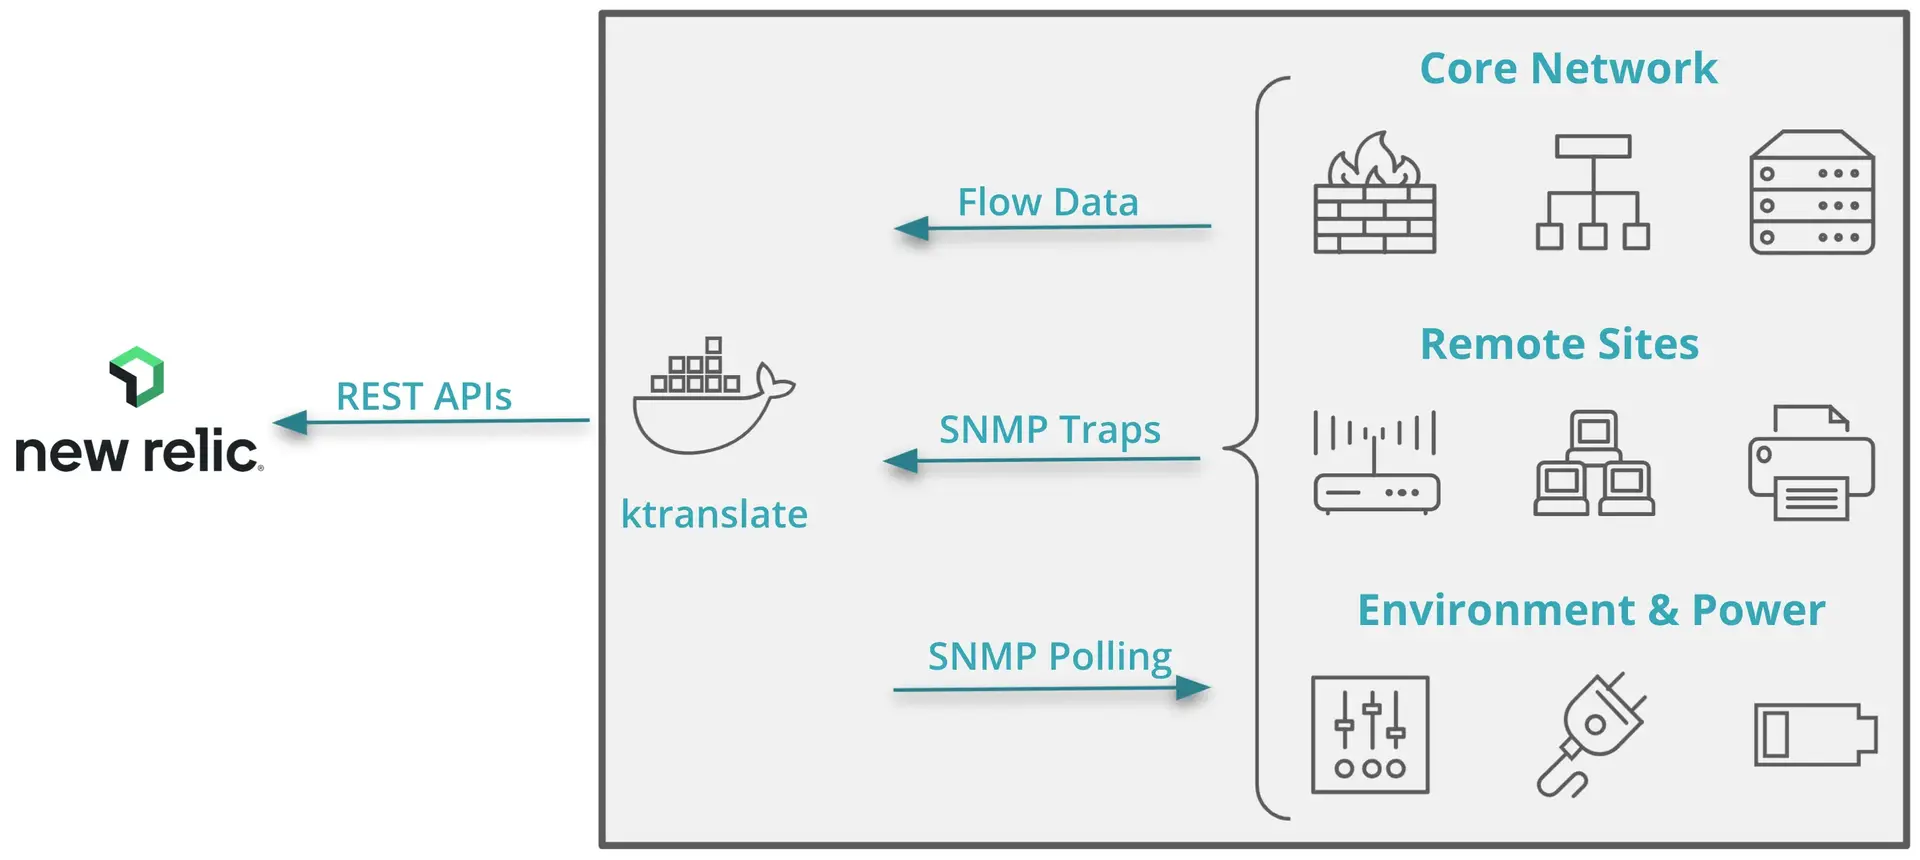 Core Network
Flow Data
Remote Sites
REST APIs
SNMP Traps
new relic®
ktranslate
Environment & Power
SNMP Polling